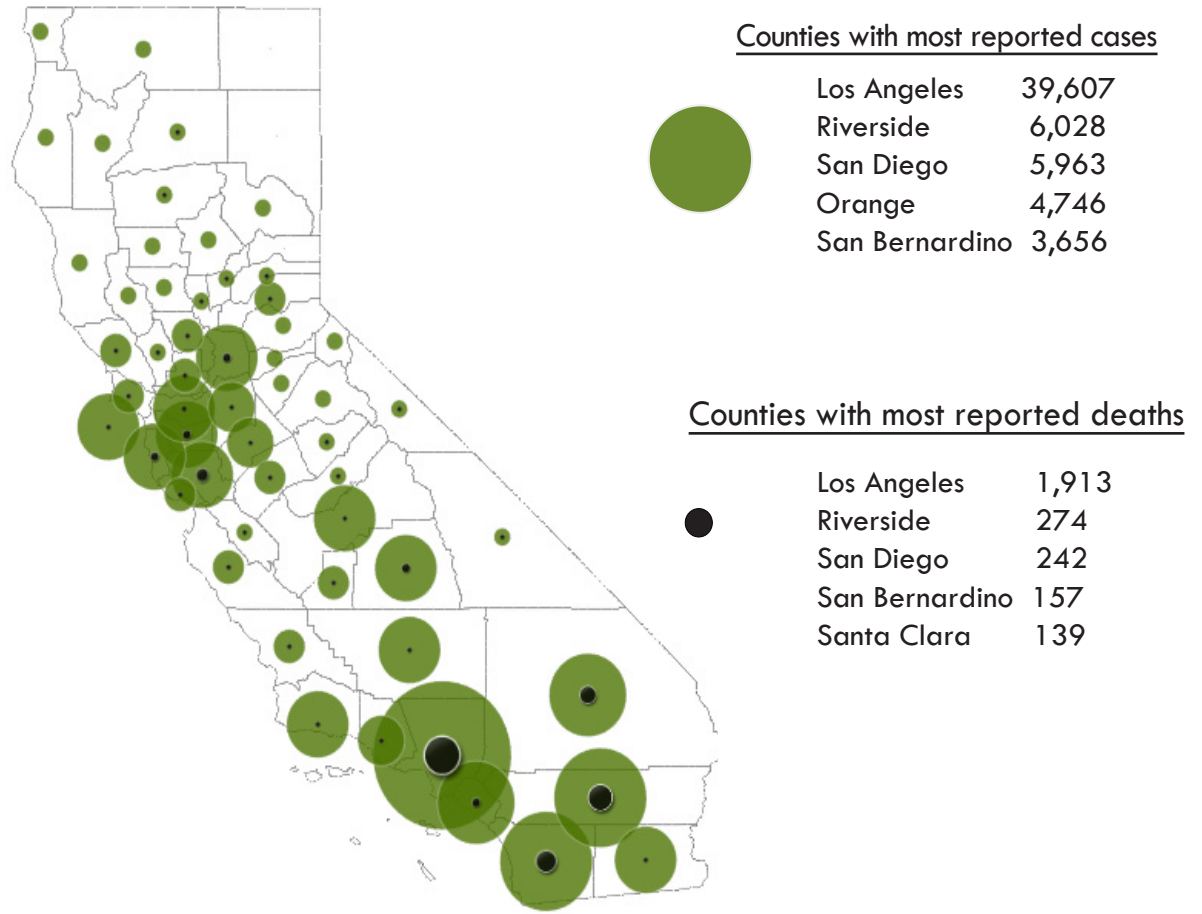 Counties with most reported cases
Los Angeles 39,607
Riverside 6,028
San Diego 5,963
Orange 4,746
San Bernardino 3,656
Counties with most reported deaths
Los Angeles 1,913
Riverside 274
San Diego 242
San Bernardino 157
Santa Clara 139